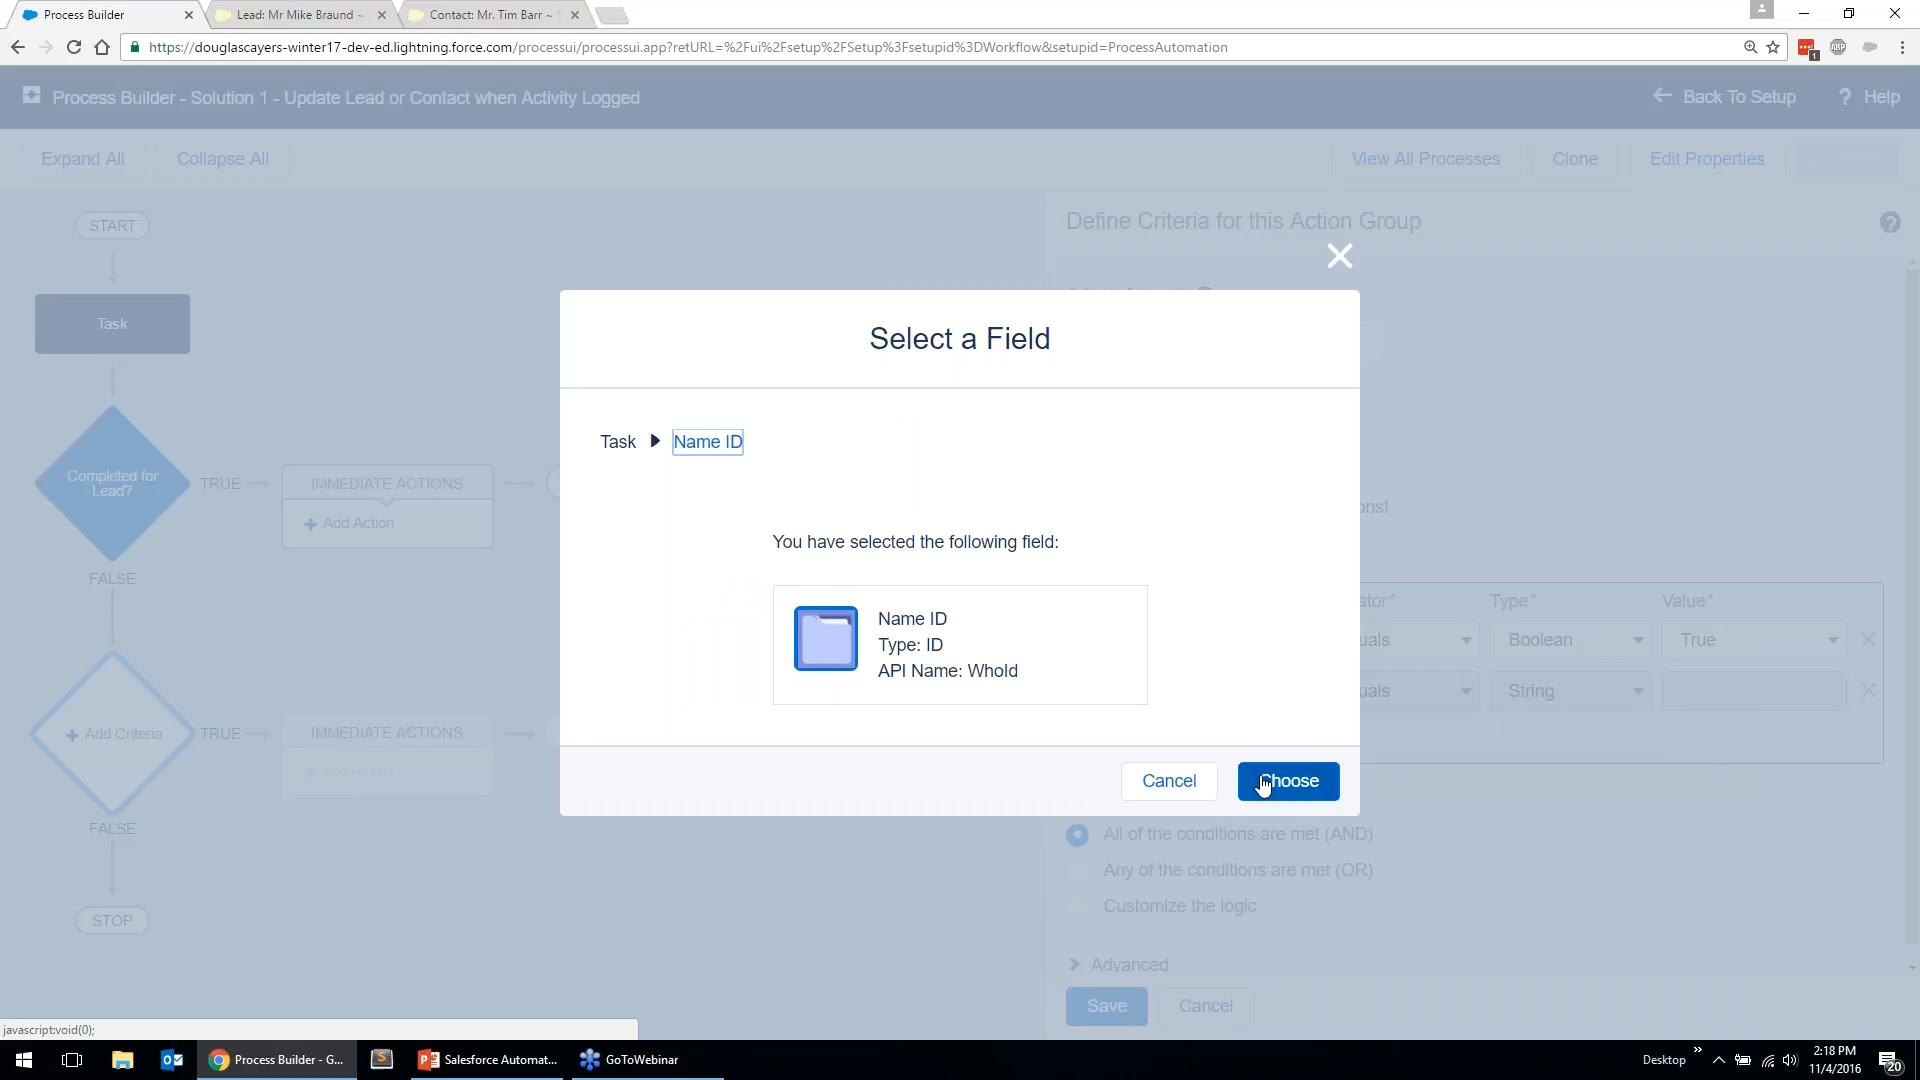 Process Builder
Lead: Mr Mike Braund ~
Contact: Mr. Tim Barr ~
https://douglascayers-winter17-dev-ed.lightning.force.com/processui/processui.app?retURL=%2Fui%2Fsetup%2FSetup%3Fsetupid%3DWorkflow&setupid=ProcessAutomation
1
ABP
Process Builder - Solution 1 - Update Lead or Contact when Activity Logged
Back To Setup
? Help
Expand All
Collapse All
View All Processes
Clone
Edit Properties
START
Define Criteria for this Action Group
?
Task
Select a Field
Task
Name ID
Completed for
Lead?
TRUE
IMMEDIATE ACTIONS
+ Add Action
ons!
You have selected the following field:
FALSE
Name ID
Type: ID
API Name: WhoId
ator*
Type*
Value*
uals
Boolean
True
uals
String
+ Add Criteria
TRUE
IMMEDIATE ACTIONS
Cancel
Choose
FALSE
All of the conditions are met (AND)
Any of the conditions are met (OR)
Customize the logic
STOP
Advanced
Save
Cancel
javascript:void(0);
Process Builder - G...
S
Salesforce Automat...
GoToWebinar
Desktop
2:18 PM
11/4/2016
20